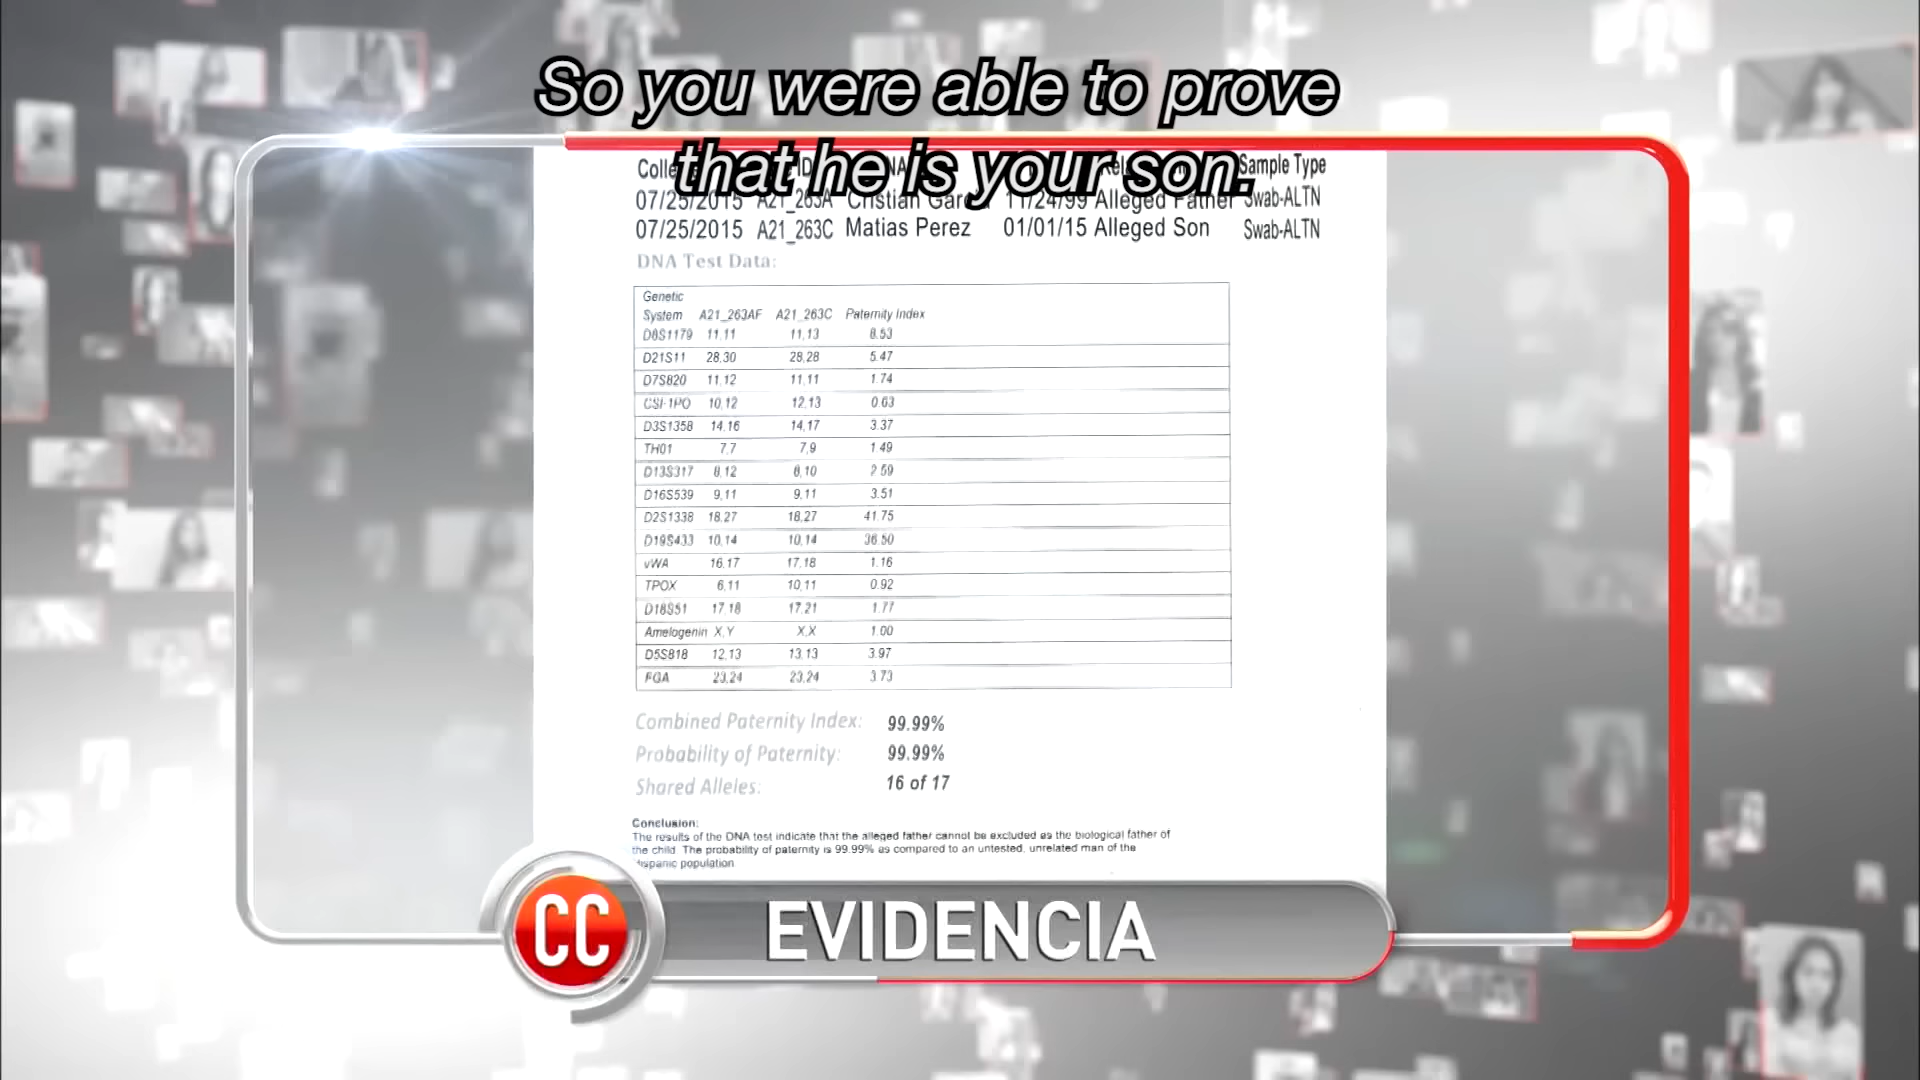 So you were able to prove
that he is your son.
Sample Type
07/25/2015 A21_263A Cristian Garcia 11/24/99 Alleged Father Swab-ALTN
07/25/2015 A21_263C Matias Perez 01/01/15 Alleged Son Swab-ALTN
DNA Test Data:
Genetic
System A21_263AF A21_263C Paternity Index
D8S1179 11,11 11,13 8.53
D21S11 28,30 28,28 5.47
D7S820 11,12 11,11 1.74
CSF1PO 10,12 12,13 0.63
D3S1358 14,16 14,17 3.37
TH01 7,7 7,9 1.49
D13S317 8,12 8,10 2.59
D16S539 9,11 9,11 3.51
D2S1338 18,27 18,27 41.75
D19S433 10,14 10,14 36.50
vWA 16,17 17,18 1.16
TPOX 6,11 10,11 0.92
D18S51 17,18 17,21 1.77
Amelogenin X,Y X,X 1.00
D5S818 12,13 13,13 3.97
FGA 23,24 23,24 3.73
Combined Paternity Index: 99.99%
Probability of Paternity: 99.99%
Shared Alleles: 16 of 17
Conclusion:
The results of the DNA test indicate that the alleged father cannot be excluded as the biological father of
the child. The probability of paternity is 99.99% as compared to an untested, unrelated man of the
Hispanic population
CC EVIDENCIA